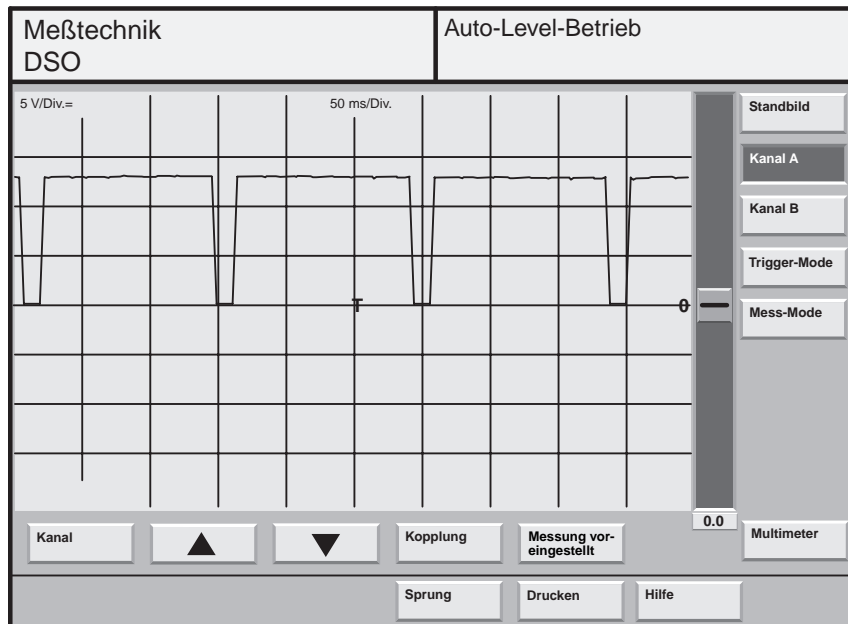 Meßtechnik
DSO
Auto-Level-Betrieb
5 V/Div.=
50 ms/Div.
T
0
Standbild
Kanal A
Kanal B
Trigger-Mode
Mess-Mode
0.0
Kanal
Kopplung
Messung vor-
eingestellt
Multimeter
Sprung
Drucken
Hilfe